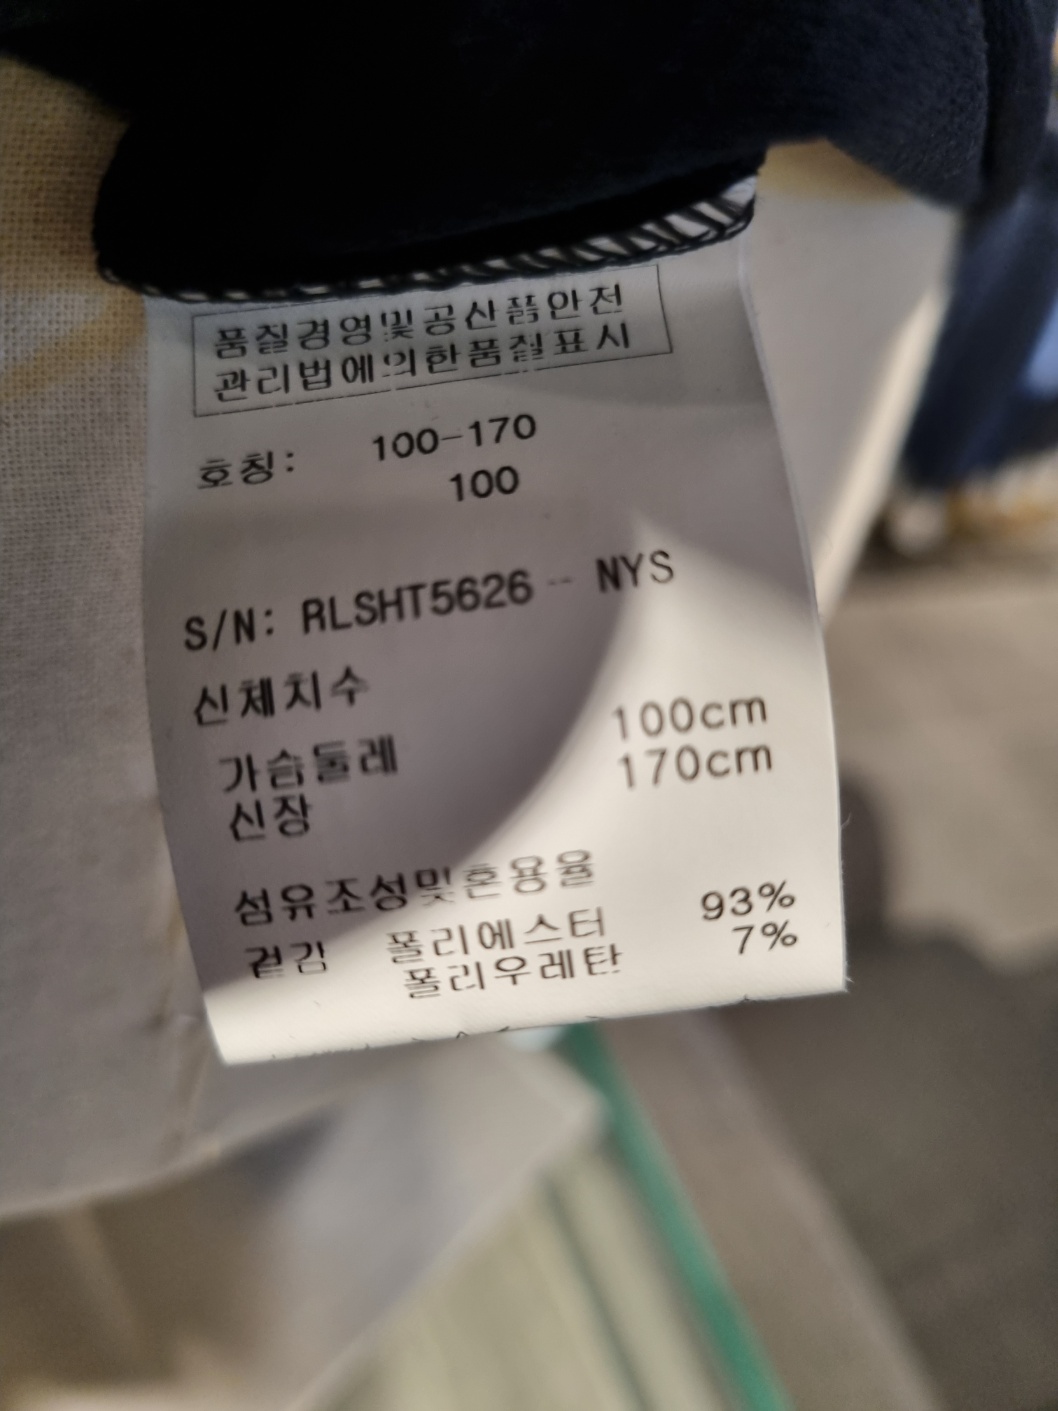 품질경영및공산품안전
관리법에의한품질표시
호칭: 100-170
100
S/N: RLSHT5626 - NYS
신체치수
가슴둘레 100cm
신장 170cm
섬유조성및혼용율
겉감 폴리에스터 93%
폴리우레탄 7%